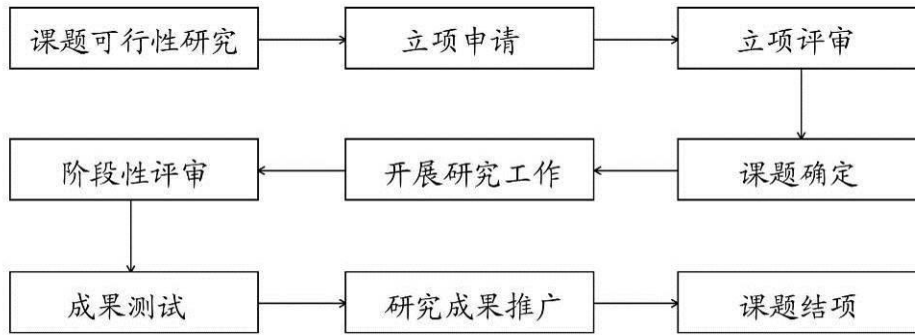 课题可行性研究
立项申请
立项评审
课题确定
开展研究工作
阶段性评审
成果测试
研究成果推广
课题结项